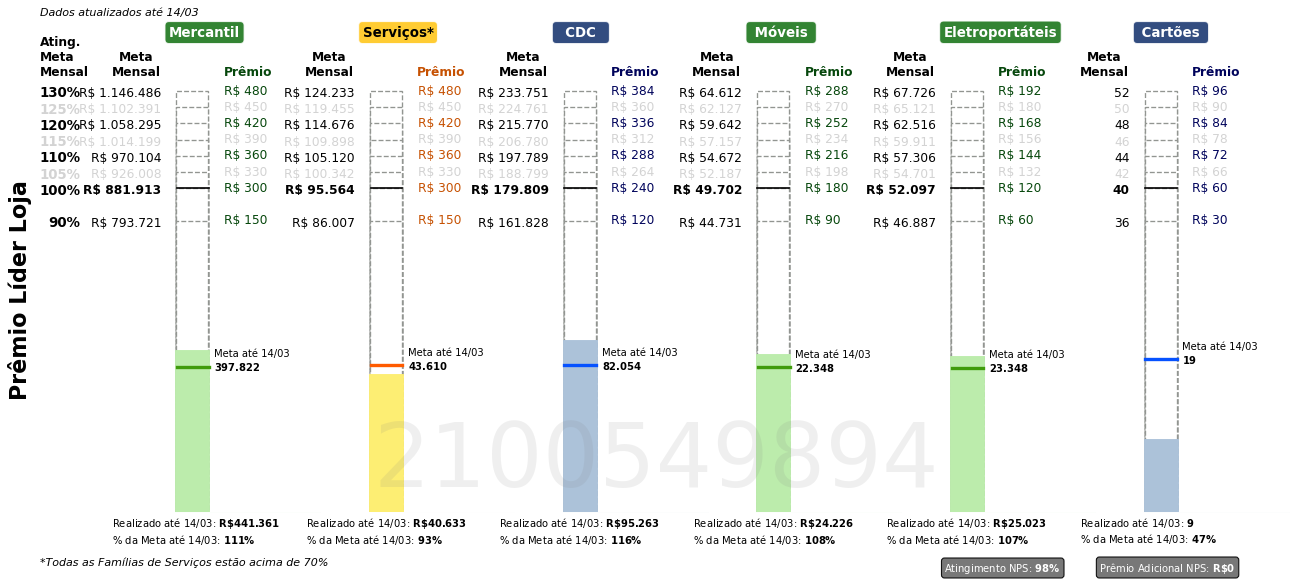 Dados atualizados até 14/03
Mercantil Serviços* CDC Móveis Eletroportáteis Cartões
Ating. Meta Mensal Meta Mensal Prêmio Meta Mensal Prêmio Meta Mensal Prêmio Meta Mensal Prêmio Meta Mensal Prêmio Meta Mensal Prêmio
130% R$ 1.146.486 R$ 480 R$ 124.233 R$ 480 R$ 233.751 R$ 384 R$ 64.612 R$ 288 R$ 67.726 R$ 192 52 R$ 96
125% R$ 1.102.391 R$ 450 R$ 119.455 R$ 450 R$ 224.761 R$ 360 R$ 62.127 R$ 270 R$ 65.121 R$ 180 50 R$ 90
120% R$ 1.058.295 R$ 420 R$ 114.676 R$ 420 R$ 215.770 R$ 336 R$ 59.642 R$ 252 R$ 62.516 R$ 168 48 R$ 84
115% R$ 1.014.199 R$ 390 R$ 109.898 R$ 390 R$ 206.780 R$ 312 R$ 57.157 R$ 234 R$ 59.911 R$ 156 46 R$ 78
110% R$ 970.104 R$ 360 R$ 105.120 R$ 360 R$ 197.789 R$ 288 R$ 54.672 R$ 216 R$ 57.306 R$ 144 44 R$ 72
105% R$ 926.008 R$ 330 R$ 100.342 R$ 330 R$ 188.799 R$ 264 R$ 52.187 R$ 198 R$ 54.701 R$ 132 42 R$ 66
100% R$ 881.913 R$ 300 R$ 95.564 R$ 300 R$ 179.809 R$ 240 R$ 49.702 R$ 180 R$ 52.097 R$ 120 40 R$ 60
90% R$ 793.721 R$ 150 R$ 86.007 R$ 150 R$ 161.828 R$ 120 R$ 44.731 R$ 90 R$ 46.887 R$ 60 36 R$ 30
Prêmio Líder Loja
Meta até 14/03 Meta até 14/03 Meta até 14/03 Meta até 14/03 Meta até 14/03 Meta até 14/03
397.822 43.610 82.054 22.348 23.348 19
2100549894
Realizado até 14/03: R$441.361 Realizado até 14/03: R$40.633 Realizado até 14/03: R$95.263 Realizado até 14/03: R$24.226 Realizado até 14/03: R$25.023 Realizado até 14/03: 9
% da Meta até 14/03: 111% % da Meta até 14/03: 93% % da Meta até 14/03: 116% % da Meta até 14/03: 108% % da Meta até 14/03: 107% % da Meta até 14/03: 47%
*Todas as Famílias de Serviços estão acima de 70% Atingimento NPS: 98% Prêmio Adicional NPS: R$0